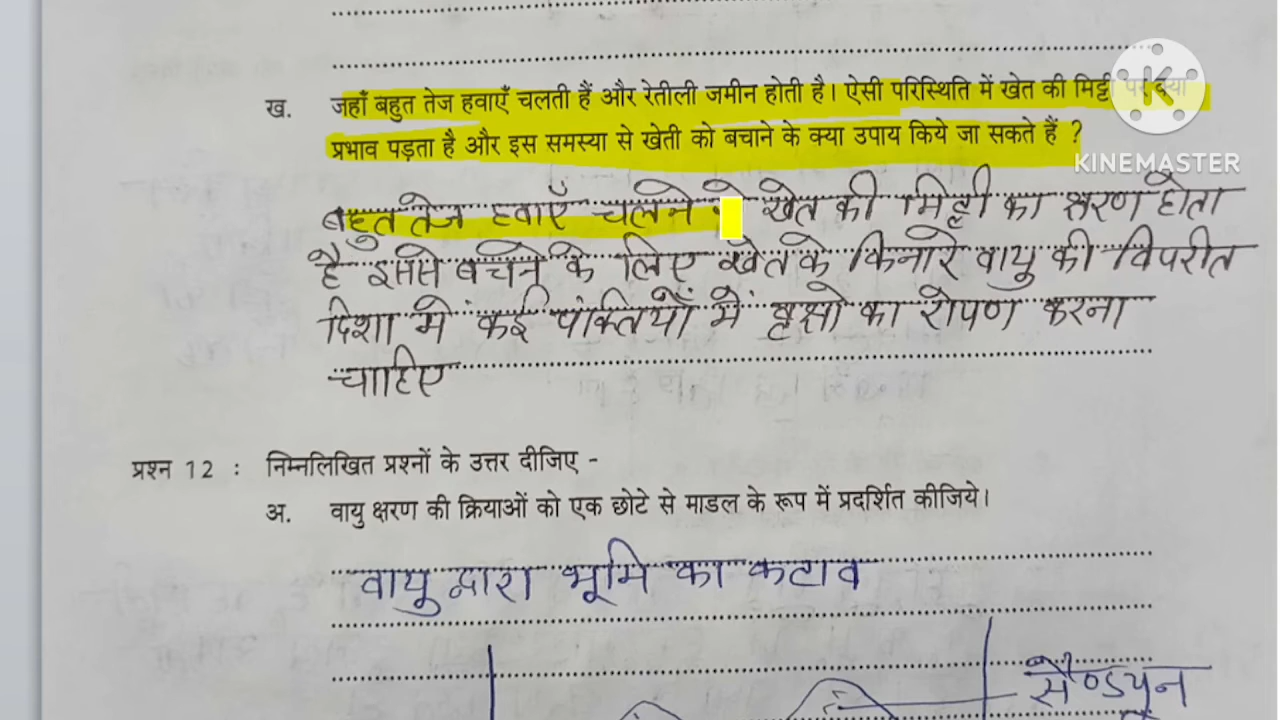 ख. जहाँ बहुत तेज हवाएँ चलती हैं और रेतीली जमीन होती है। ऐसी परिस्थिति में खेत की मिट्टी पर क्या
प्रभाव पड़ता है और इस समस्या से खेती को बचाने के क्या उपाय किये जा सकते हैं ?
K
KINEMASTER
बहुत तेज हवाएँ चलने से खेत की मिट्टी का क्षरण होता
है इससे बचने के लिए खेत के किनारे वायु की विपरीत
दिशा में कई पंक्तियों में वृक्षो का रोपण करना
चाहिए
प्रश्न 12 : निम्नलिखित प्रश्नों के उत्तर दीजिए -
अ. वायु क्षरण की क्रियाओं को एक छोटे से माडल के रूप में प्रदर्शित कीजिये।
वायु द्वारा भूमि का कटाव
सैण्ड्यून